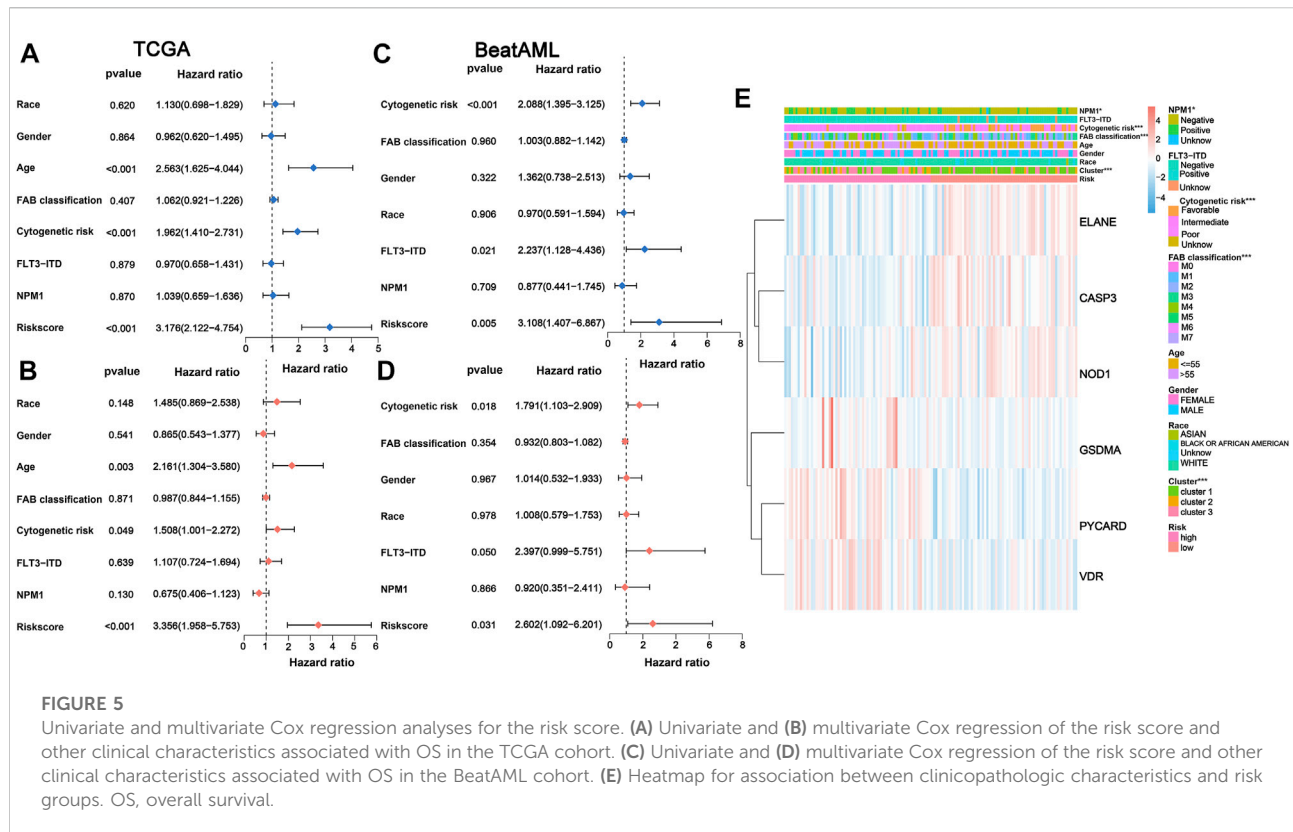 A
TCGA
pvalue Hazard ratio
Race 0.620 1.130(0.698−1.829)
Gender 0.864 0.962(0.620−1.495)
Age <0.001 2.563(1.625−4.044)
FAB classification 0.407 1.062(0.921−1.226)
Cytogenetic risk <0.001 1.962(1.410−2.731)
FLT3−ITD 0.879 0.970(0.658−1.431)
NPM1 0.870 1.039(0.659−1.636)
Riskscore <0.001 3.176(2.122−4.754)
0 1 2 3 4 5
Hazard ratio
B
pvalue Hazard ratio
Race 0.148 1.485(0.869−2.538)
Gender 0.541 0.865(0.543−1.377)
Age 0.003 2.161(1.304−3.580)
FAB classification 0.871 0.987(0.844−1.155)
Cytogenetic risk 0.049 1.508(1.001−2.272)
FLT3−ITD 0.639 1.107(0.724−1.694)
NPM1 0.130 0.675(0.406−1.123)
Riskscore <0.001 3.356(1.958−5.753)
0 1 2 3 4 5 6
Hazard ratio
C
BeatAML
pvalue Hazard ratio
Cytogenetic risk <0.001 2.088(1.395−3.125)
FAB classification 0.960 1.003(0.882−1.142)
Gender 0.322 1.362(0.738−2.513)
Race 0.906 0.970(0.591−1.594)
FLT3−ITD 0.021 2.237(1.128−4.436)
NPM1 0.709 0.877(0.441−1.745)
Riskscore 0.005 3.108(1.407−6.867)
0 2 4 6 8
Hazard ratio
D
pvalue Hazard ratio
Cytogenetic risk 0.018 1.791(1.103−2.909)
FAB classification 0.354 0.932(0.803−1.082)
Gender 0.967 1.014(0.532−1.933)
Race 0.978 1.008(0.579−1.753)
FLT3−ITD 0.050 2.397(0.999−5.751)
NPM1 0.866 0.920(0.351−2.411)
Riskscore 0.031 2.602(1.092−6.201)
0 2 4 6 8
Hazard ratio
E
NPM1*
FLT3−ITD
Cytogenetic risk***
FAB classification***
Age
Gender
Race
Cluster***
Risk
ELANE
CASP3
NOD1
GSDMA
PYCARD
VDR
4
2
0
−2
−4
NPM1*
Negative
Positive
Unknow
FLT3−ITD
Negative
Positive
Unknow
Cytogenetic risk***
Favorable
Intermediate
Poor
Unknow
FAB classification***
M0
M1
M2
M3
M4
M5
M6
M7
Age
<=55
>55
Gender
FEMALE
MALE
Race
ASIAN
BLACK OR AFRICAN AMERICAN
Unknow
WHITE
Cluster***
cluster 1
cluster 2
cluster 3
Risk
high
low
FIGURE 5
Univariate and multivariate Cox regression analyses for the risk score. (A) Univariate and (B) multivariate Cox regression of the risk score and
other clinical characteristics associated with OS in the TCGA cohort. (C) Univariate and (D) multivariate Cox regression of the risk score and other
clinical characteristics associated with OS in the BeatAML cohort. (E) Heatmap for association between clinicopathologic characteristics and risk
groups. OS, overall survival.